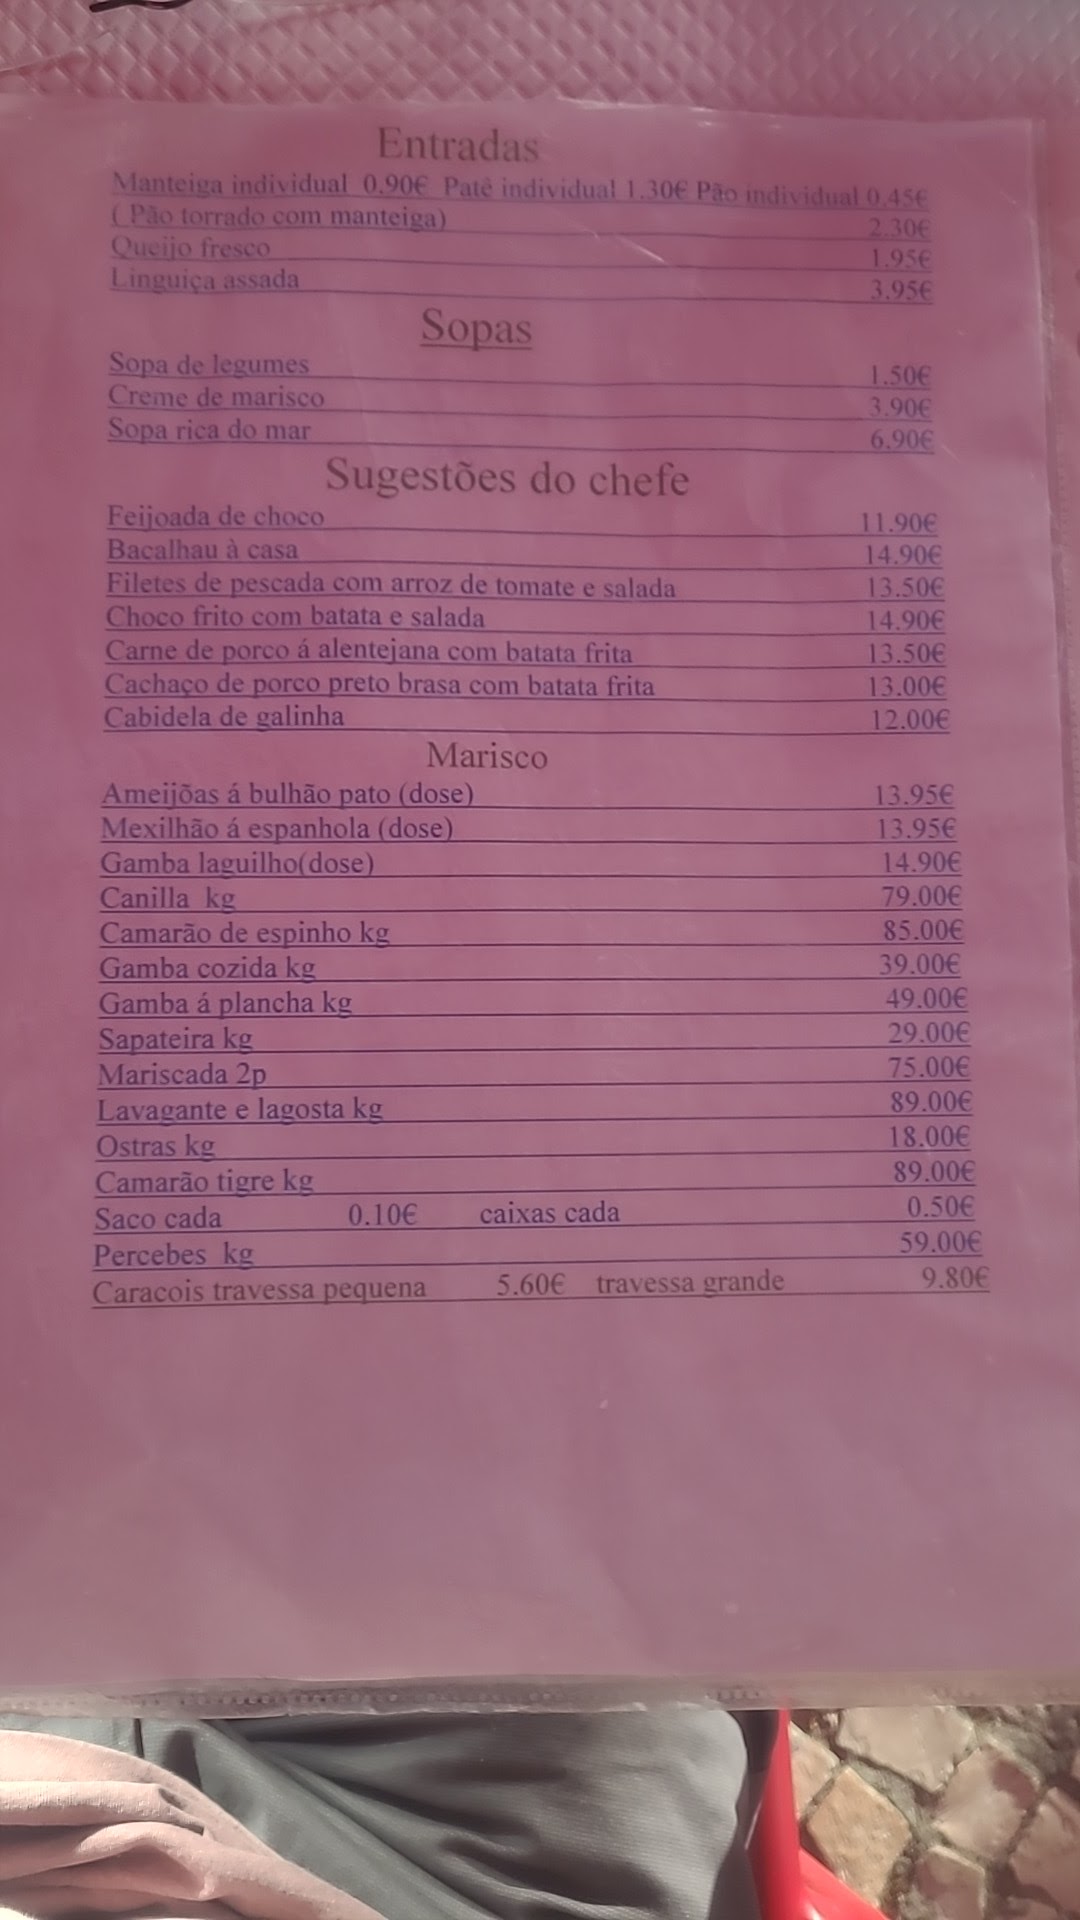 Entradas
Manteiga individual 0.90€ Patê individual 1.30€ Pão individual 0.45€
( Pão torrado com manteiga) 2.30€
Queijo fresco 1.95€
Linguiça assada 3.95€
Sopas
Sopa de legumes 1.50€
Creme de marisco 3.90€
Sopa rica do mar 6.90€
Sugestões do chefe
Feijoada de choco 11.90€
Bacalhau à casa 14.90€
Filetes de pescada com arroz de tomate e salada 13.50€
Choco frito com batata e salada 14.90€
Carne de porco á alentejana com batata frita 13.50€
Cachaço de porco preto brasa com batata frita 13.00€
Cabidela de galinha 12.00€
Marisco
Ameijõas á bulhão pato (dose) 13.95€
Mexilhão á espanhola (dose) 13.95€
Gamba laguilho(dose) 14.90€
Canilla kg 79.00€
Camarão de espinho kg 85.00€
Gamba cozida kg 39.00€
Gamba á plancha kg 49.00€
Sapateira kg 29.00€
Mariscada 2p 75.00€
Lavagante e lagosta kg 89.00€
Ostras kg 18.00€
Camarão tigre kg 89.00€
Saco cada 0.10€ caixas cada 0.50€
Percebes kg 59.00€
Caracois travessa pequena 5.60€ travessa grande 9.80€